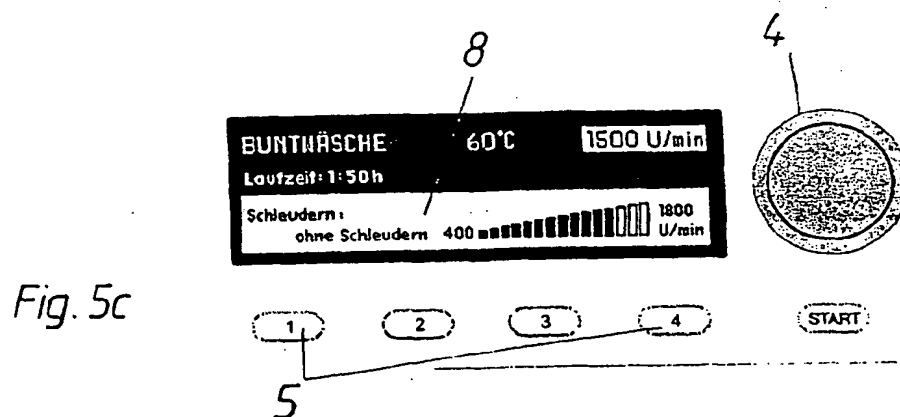 8
4
BUNTWÄSCHE 60°C 1500 U/min
Laufzeit: 1:50 h
Schleudern:
ohne Schleudern 400 1800
U/min
Fig. 5c
1 2 3 4 START
5